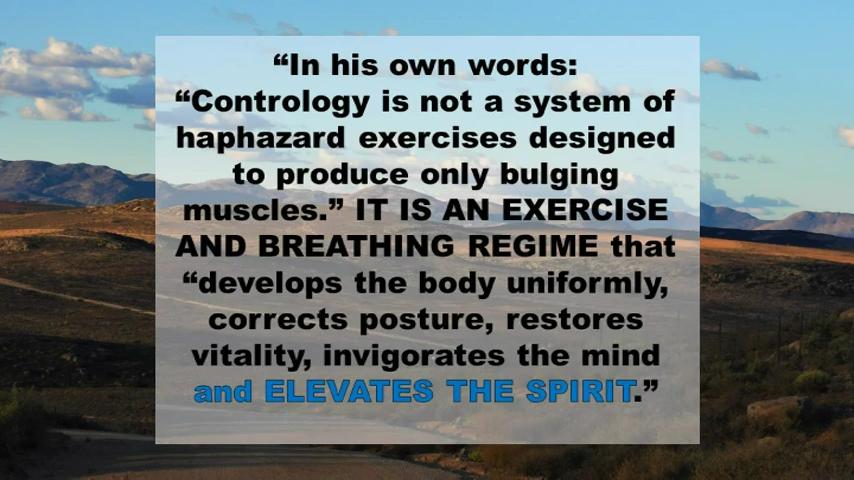 “In his own words:
“Contrology is not a system of
haphazard exercises designed
to produce only bulging
muscles.” IT IS AN EXERCISE
AND BREATHING REGIME that
“develops the body uniformly,
corrects posture, restores
vitality, invigorates the mind
and ELEVATES THE SPIRIT.”